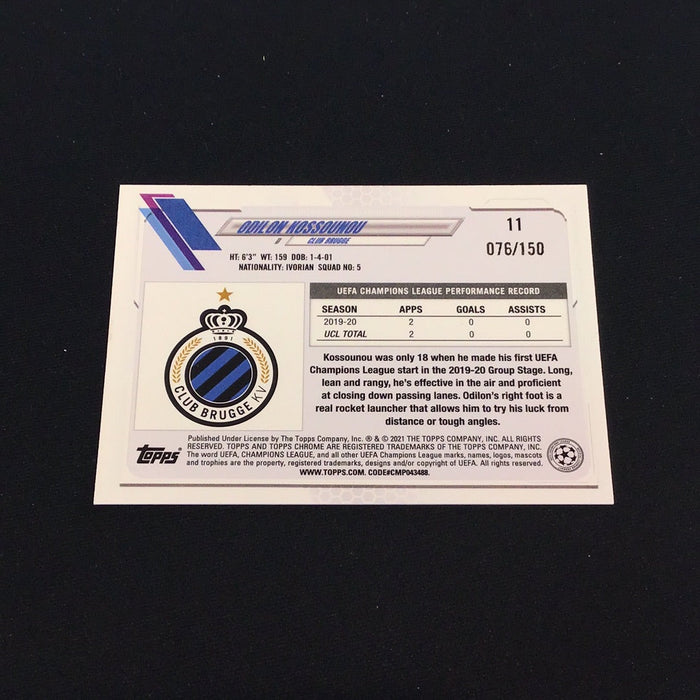 ODILON KOSSOUNOU
D CLUB BRUGGE
11
076/150
HT: 6'3" WT: 159 DOB: 1-4-01
NATIONALITY: IVORIAN SQUAD NO: 5
1891
CLUB BRUGGE KV
UEFA CHAMPIONS LEAGUE PERFORMANCE RECORD
SEASON APPS GOALS ASSISTS
2019-20 2 0 0
UCL TOTAL 2 0 0
Kossounou was only 18 when he made his first UEFA
Champions League start in the 2019-20 Group Stage. Long,
lean and rangy, he's effective in the air and proficient
at closing down passing lanes. Odilon's right foot is a
real rocket launcher that allows him to try his luck from
distance or tough angles.
Topps
Published Under License by The Topps Company, Inc. ® & © 2021 THE TOPPS COMPANY, INC. ALL RIGHTS
RESERVED. TOPPS AND TOPPS CHROME ARE REGISTERED TRADEMARKS OF THE TOPPS COMPANY, INC.
The word UEFA, CHAMPIONS LEAGUE, and all other UEFA Champions League marks, names, logos, mascots
and trophies are the property, registered trademarks, designs and/or copyright of UEFA. All rights reserved.
WWW.TOPPS.COM. CODE#CMP043488.